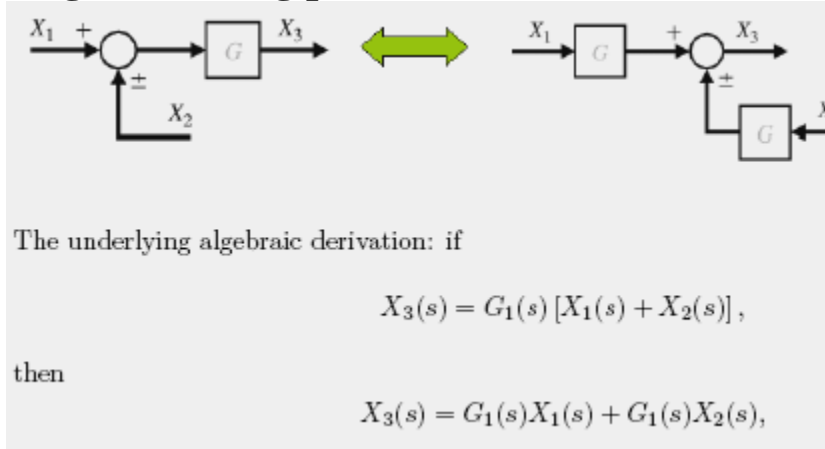 X₁ + G X₃ X₁ G + X₃
± X₂ ± G
The underlying algebraic derivation: if
X₃(s) = G₁(s) [X₁(s) + X₂(s)] ,
then
X₃(s) = G₁(s)X₁(s) + G₁(s)X₂(s),